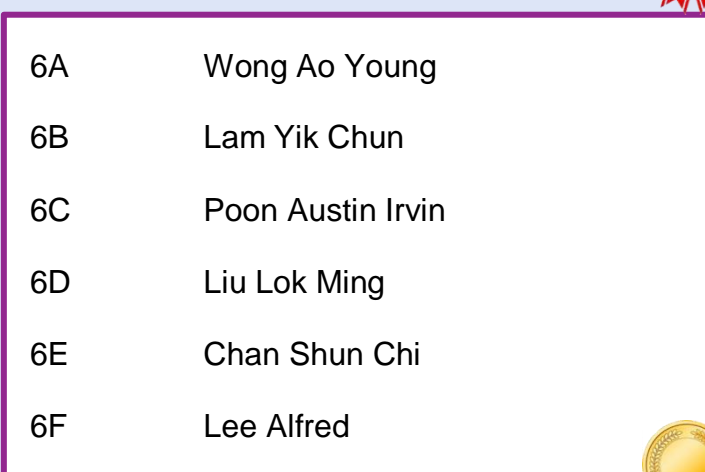 6A Wong Ao Young
6B Lam Yik Chun
6C Poon Austin Irvin
6D Liu Lok Ming
6E Chan Shun Chi
6F Lee Alfred